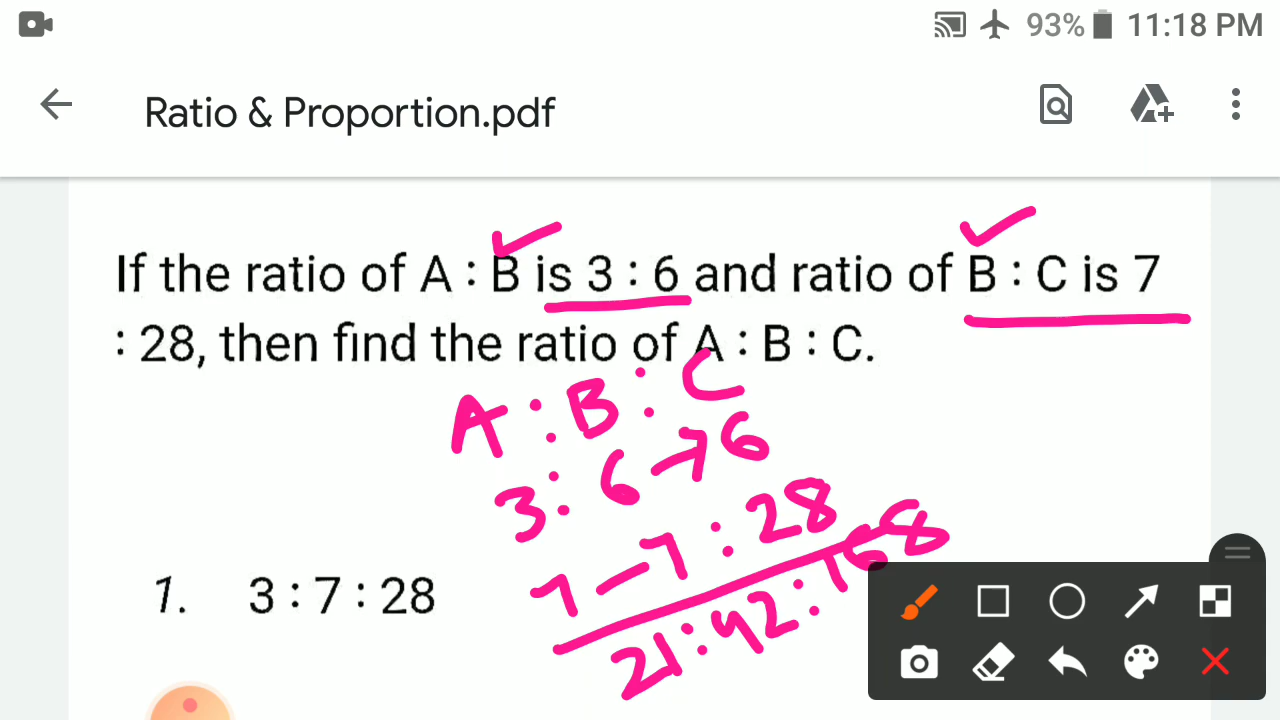 93% 11:18 PM
Ratio & Proportion.pdf
If the ratio of A : B is 3 : 6 and ratio of B : C is 7
: 28, then find the ratio of A : B : C.
A : B : C
3 : 6 → 6
7 – 7 : 28
21 : 42 : 168
1. 3 : 7 : 28